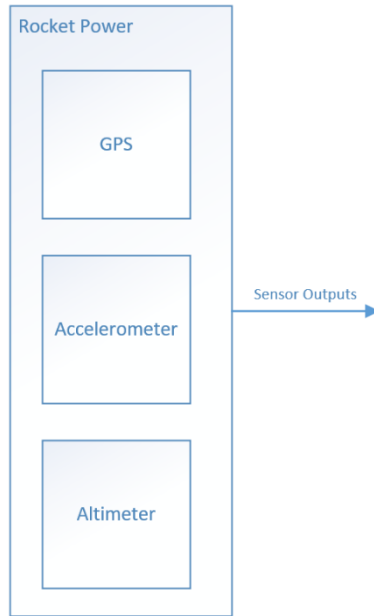 Rocket Power
GPS
Accelerometer
Sensor Outputs
Altimeter